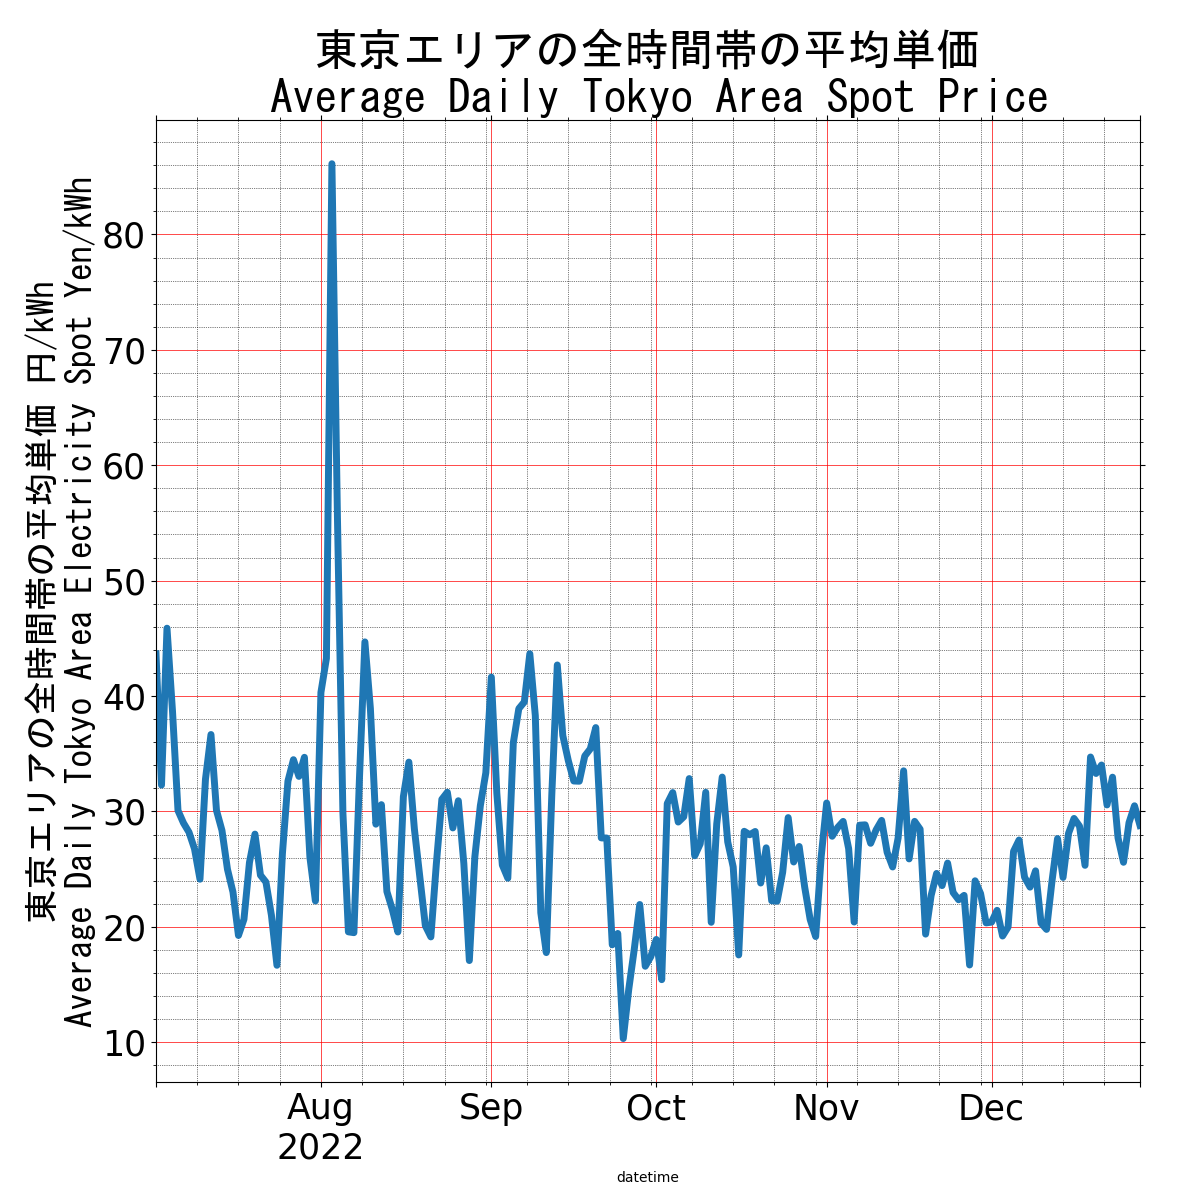 東京エリアの全時間帯の平均単価
Average Daily Tokyo Area Spot Price
東京エリアの全時間帯の平均単価 円/kWh
Average Daily Tokyo Area Electricity Spot Yen/kWh
80
70
60
50
40
30
20
10
Aug
2022
Sep
Oct
Nov
Dec
datetime